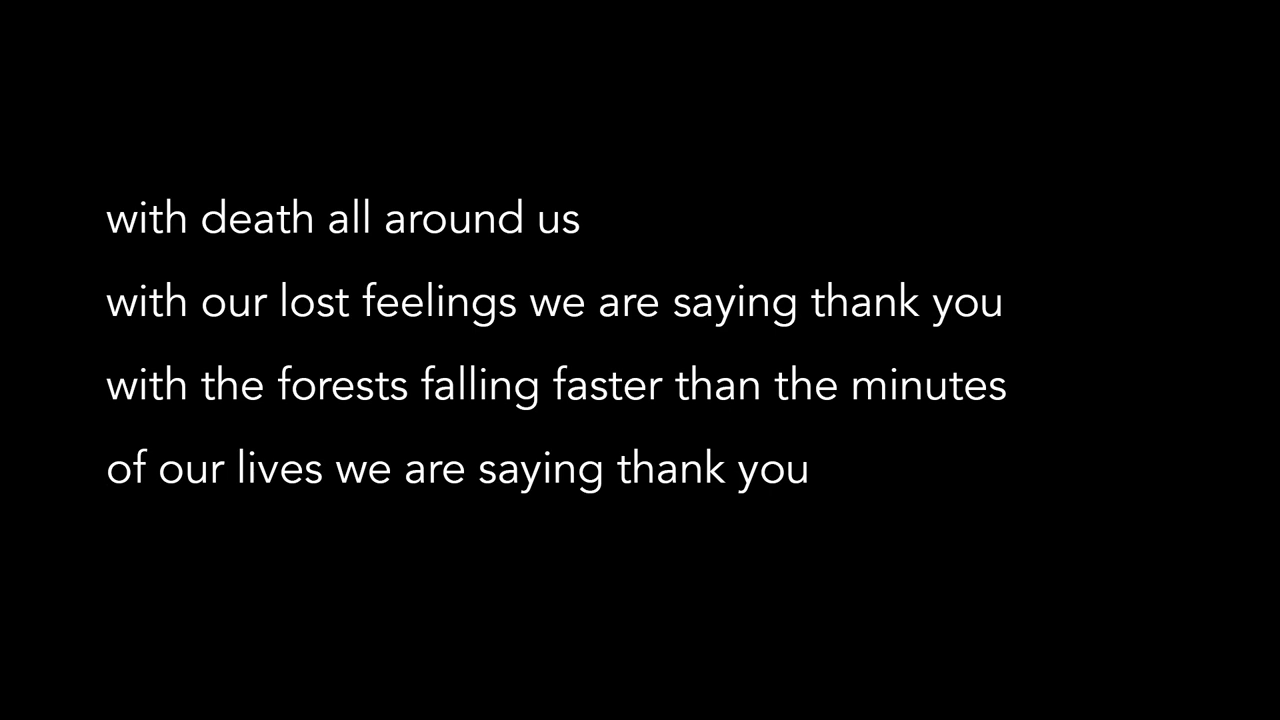 with death all around us
with our lost feelings we are saying thank you
with the forests falling faster than the minutes
of our lives we are saying thank you